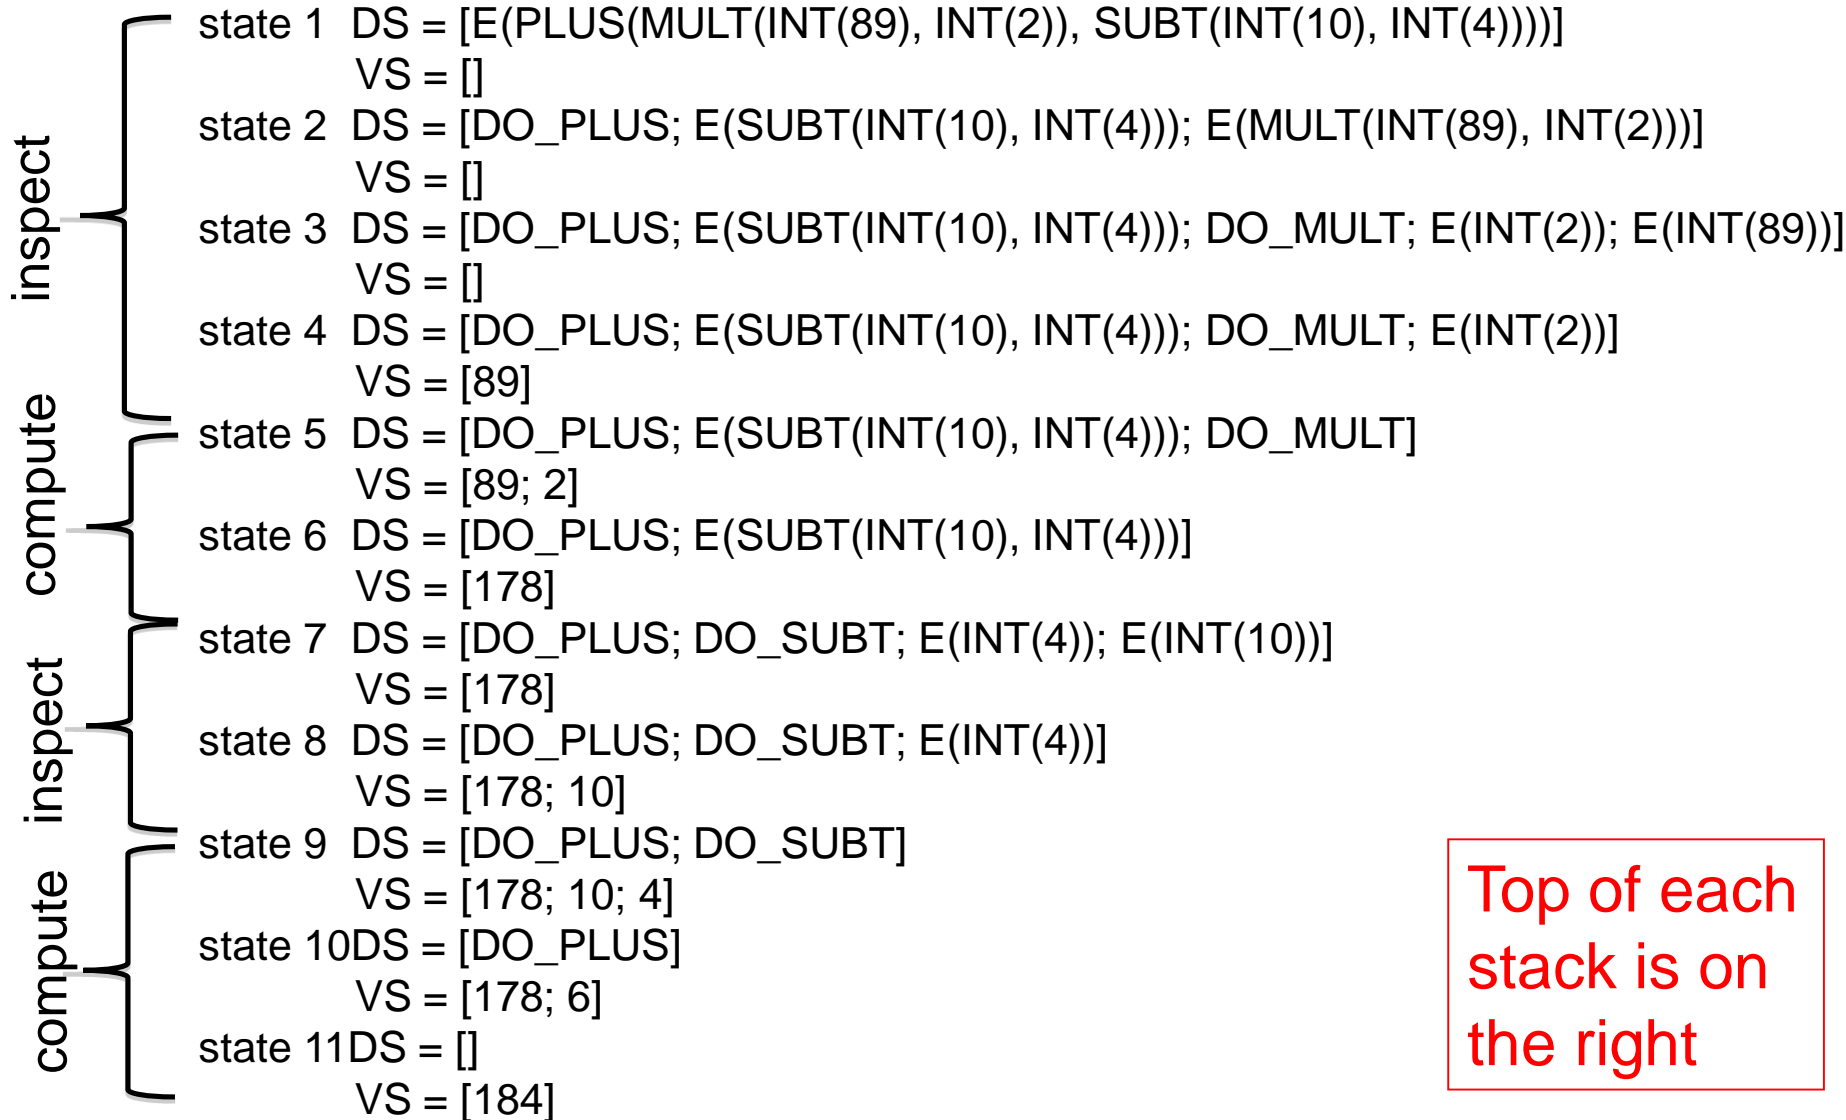 state 1 DS = [E(PLUS(MULT(INT(89), INT(2)), SUBT(INT(10), INT(4))))]
VS = []
state 2 DS = [DO_PLUS; E(SUBT(INT(10), INT(4))); E(MULT(INT(89), INT(2)))]
VS = []
state 3 DS = [DO_PLUS; E(SUBT(INT(10), INT(4))); DO_MULT; E(INT(2)); E(INT(89))]
VS = []
state 4 DS = [DO_PLUS; E(SUBT(INT(10), INT(4))); DO_MULT; E(INT(2))]
VS = [89]
state 5 DS = [DO_PLUS; E(SUBT(INT(10), INT(4))); DO_MULT]
VS = [89; 2]
state 6 DS = [DO_PLUS; E(SUBT(INT(10), INT(4)))]
VS = [178]
state 7 DS = [DO_PLUS; DO_SUBT; E(INT(4)); E(INT(10))]
VS = [178]
state 8 DS = [DO_PLUS; DO_SUBT; E(INT(4))]
VS = [178; 10]
state 9 DS = [DO_PLUS; DO_SUBT]
VS = [178; 10; 4]
state 10DS = [DO_PLUS]
VS = [178; 6]
state 11DS = []
VS = [184]
inspect
compute
inspect
compute
Top of each
stack is on
the right